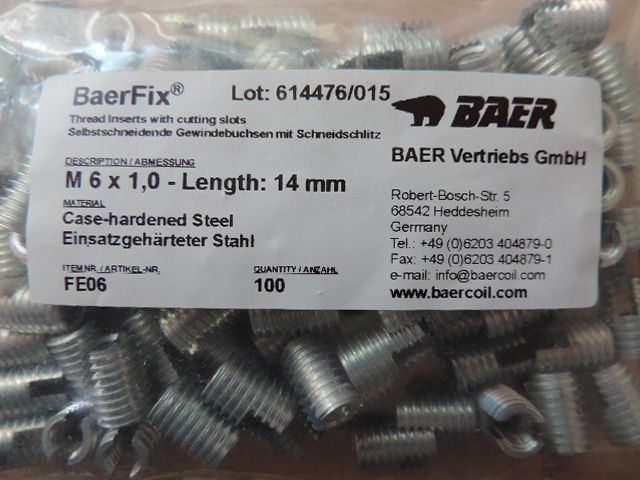 BaerFix®
Lot: 614476/015
BAER
Thread Inserts with cutting slots
Selbstschneidende Gewindebuchsen mit Schneidschlitz
BAER Vertriebs GmbH
DESCRIPTION / ABMESSUNG
M 6 x 1,0 - Length: 14 mm
MATERIAL
Case-hardened Steel
Einsatzgehärteter Stahl
ITEM NR. / ARTIKEL-NR.
FE06
QUANTITY / ANZAHL
100
Robert-Bosch-Str. 5
68542 Heddesheim
Germany
Tel.: +49 (0)6203 404879-0
Fax: +49 (0)6203 404879-1
e-mail: info@baercoil.com
www.baercoil.com